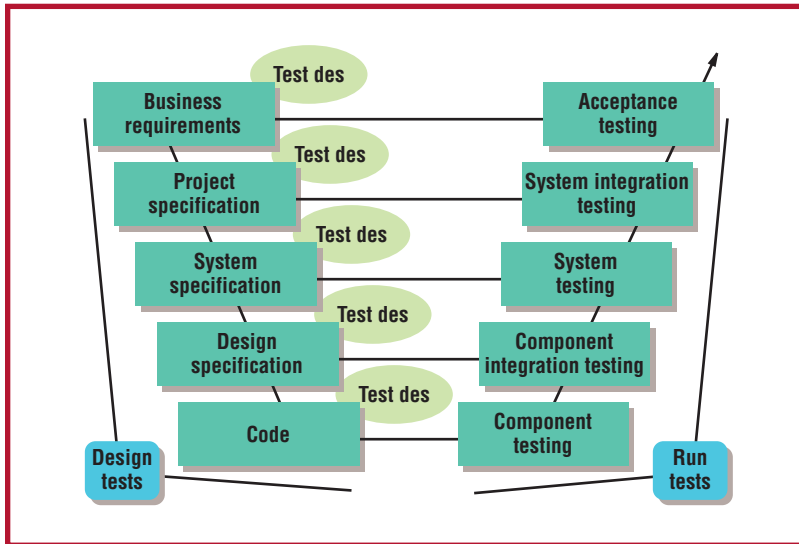 Test des
Business
requirements
Acceptance
testing
Test des
Project
specification
System integration
testing
Test des
System
specification
System
testing
Test des
Design
specification
Component
integration testing
Test des
Code
Component
testing
Design
tests
Run
tests